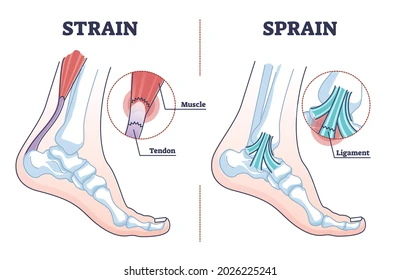 STRAIN
SPRAIN
Muscle
Tendon
Ligament
shutterstock.com · 2026225241